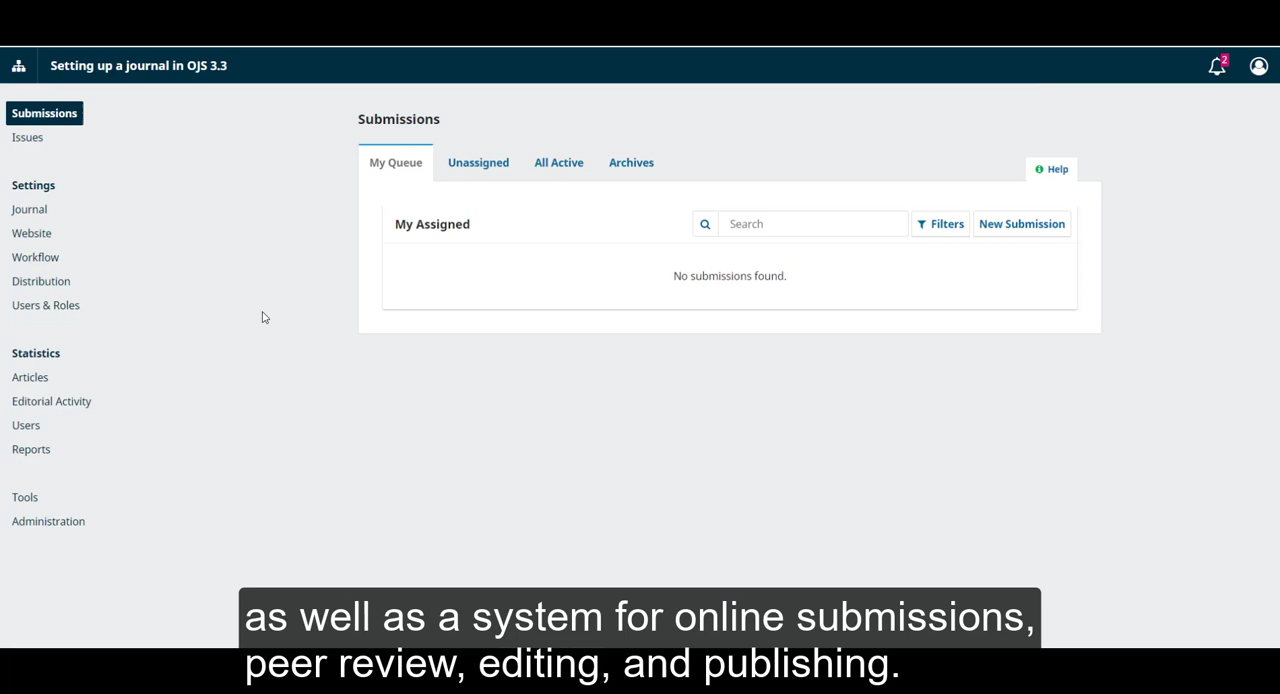 Setting up a journal in OJS 3.3
2
Submissions
Issues
Settings
Journal
Website
Workflow
Distribution
Users & Roles
Statistics
Articles
Editorial Activity
Users
Reports
Tools
Administration
Submissions
My Queue Unassigned All Active Archives
Help
My Assigned Search Filters New Submission
No submissions found.
as well as a system for online submissions,
peer review, editing, and publishing.